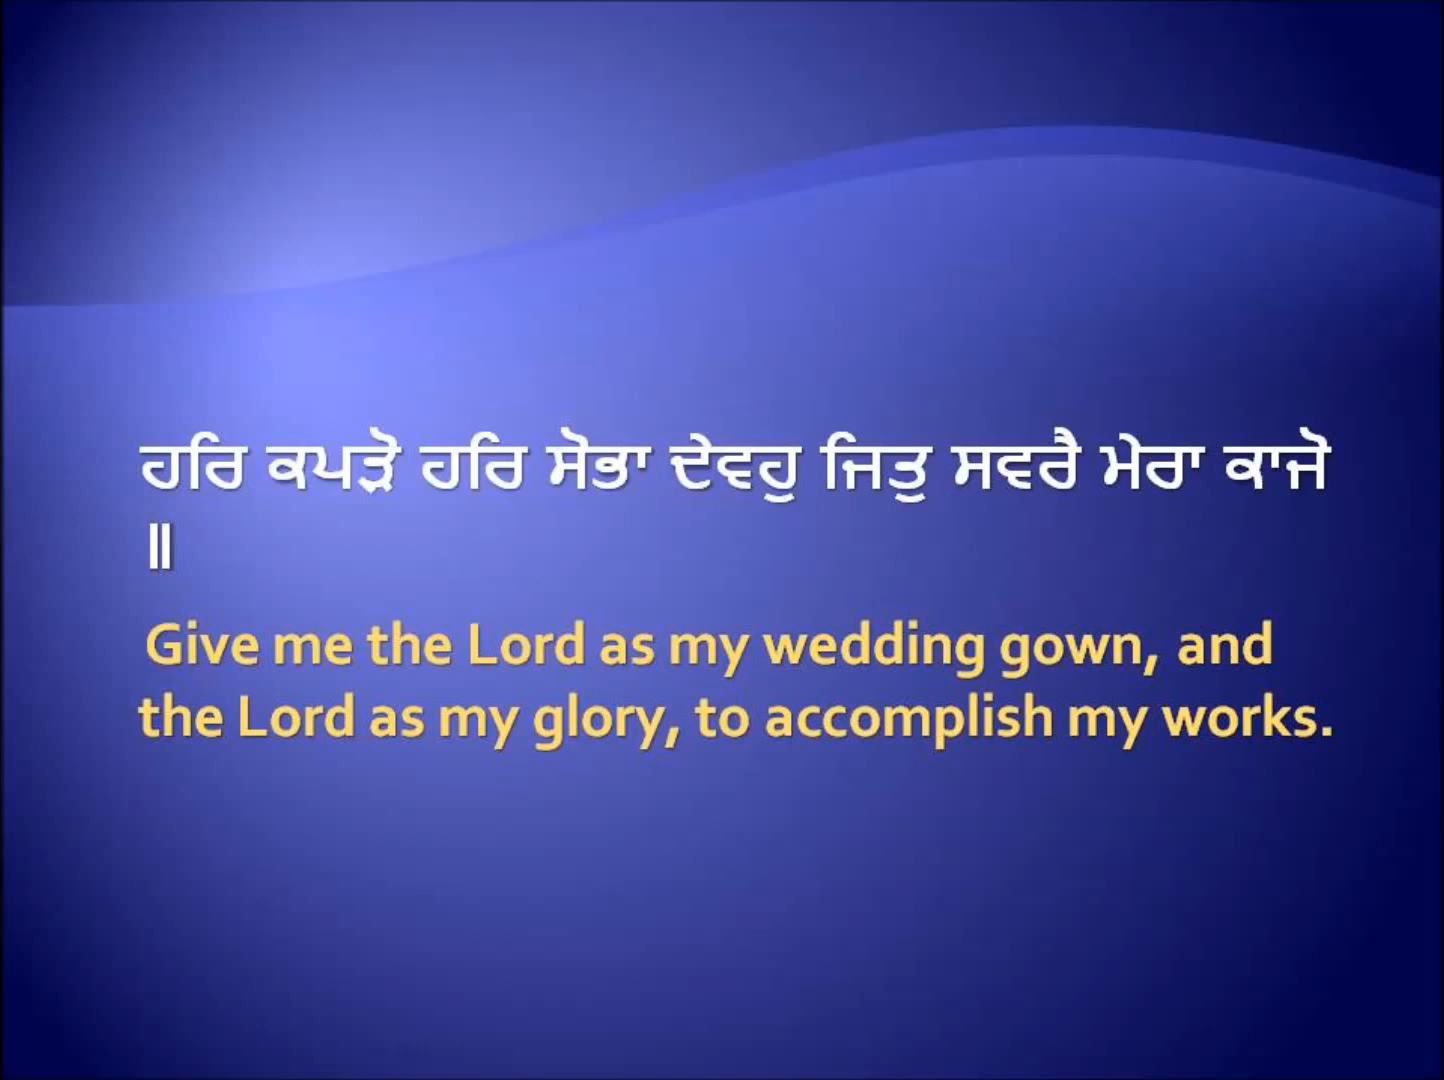 ਹਰਿ ਕਪੜੋ ਹਰਿ ਸੋਭਾ ਦੇਵਹੁ ਜਿਤੁ ਸਵਰੈ ਮੇਰਾ ਕਾਜੋ
॥
Give me the Lord as my wedding gown, and
the Lord as my glory, to accomplish my works.